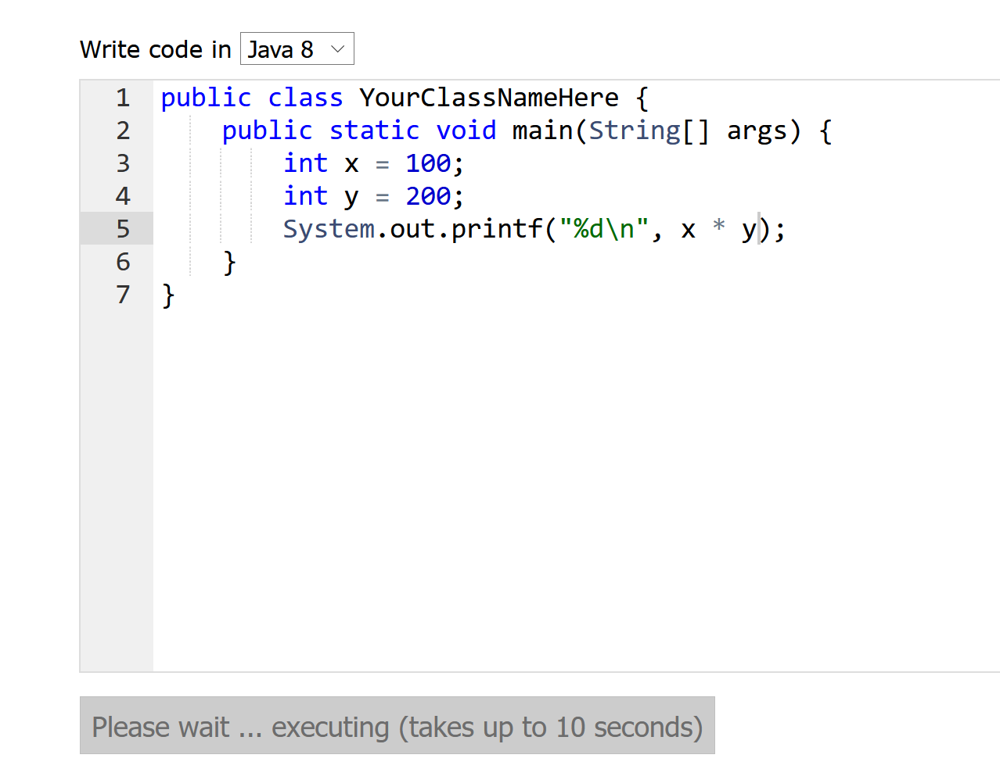 Write code in Java 8
1 public class YourClassNameHere {
2     public static void main(String[] args) {
3         int x = 100;
4         int y = 200;
5         System.out.printf("%d\n", x * y);
6     }
7 }
Please wait ... executing (takes up to 10 seconds)